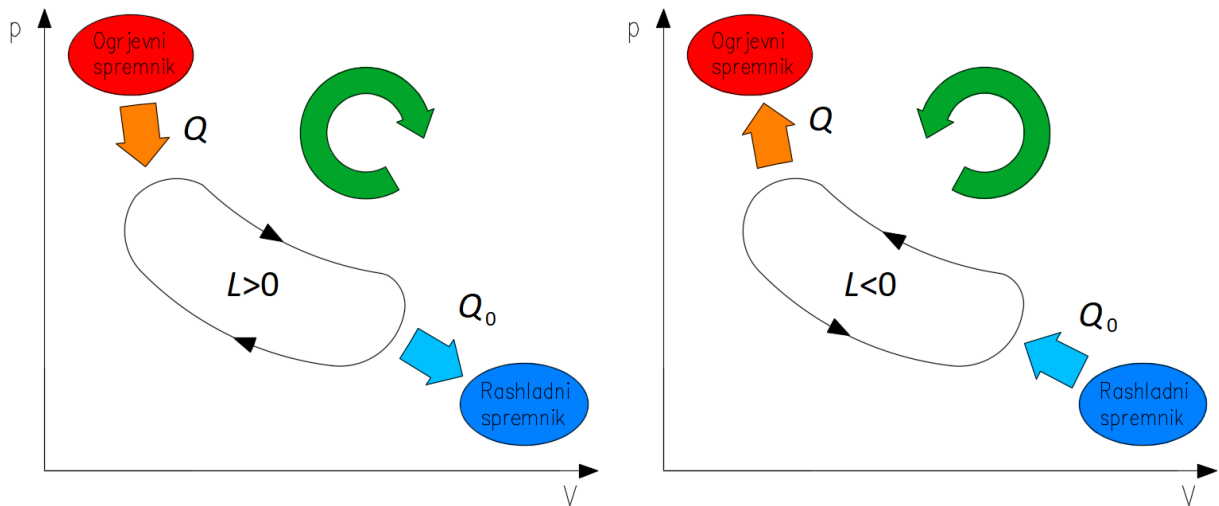 p
Ogrjevni
spremnik
Q
L>0
Q₀
Rashladni
spremnik
V
p
Ogrjevni
spremnik
Q
L<0
Q₀
Rashladni
spremnik
V